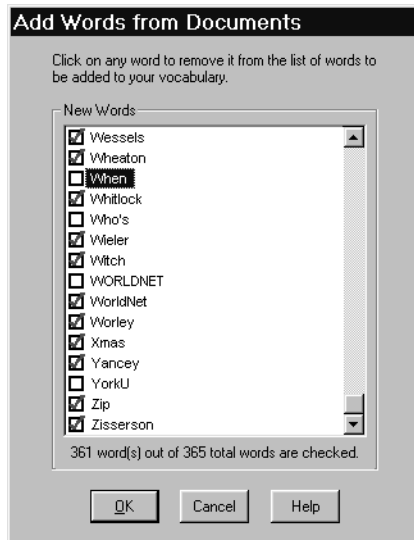 Add Words from Documents
Click on any word to remove it from the list of words to
be added to your vocabulary.
New Words
Wessels
Wheaton
When
Whitlock
Who's
Wieler
Witch
WORLDNET
WorldNet
Worley
Xmas
Yancey
YorkU
Zip
Zisserson
361 word(s) out of 365 total words are checked.
OK Cancel Help